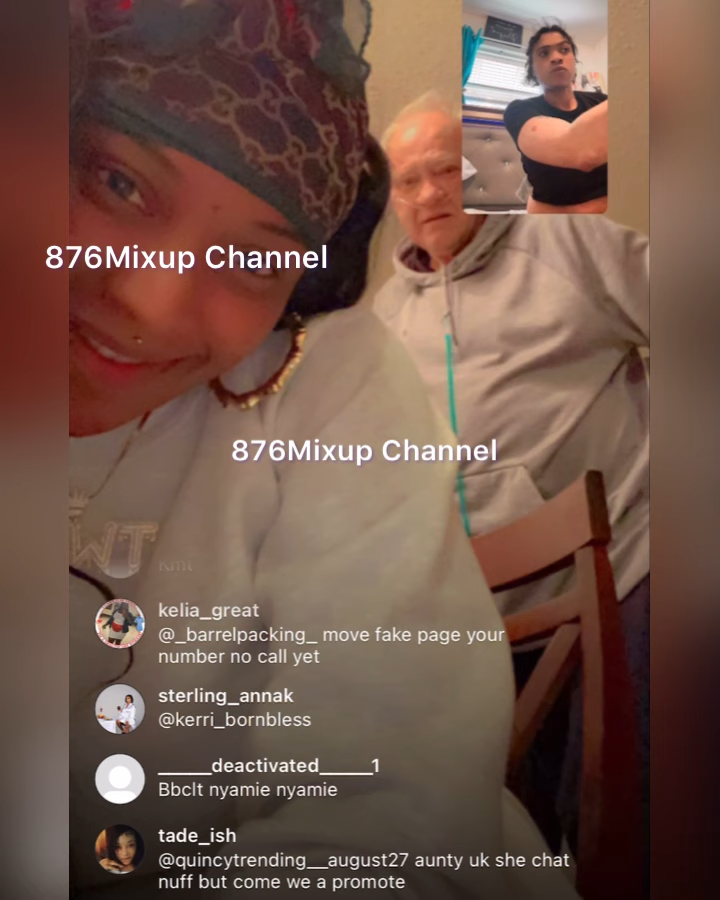 876Mixup Channel
876Mixup Channel
WT
kelia_great
@_barrelpacking_ move fake page your
number no call yet
sterling_annak
@kerri_bornbless
_____deactivated_____1
Bbclt nyamie nyamie
tade_ish
@quincytrending__august27 aunty uk she chat
nuff but come we a promote